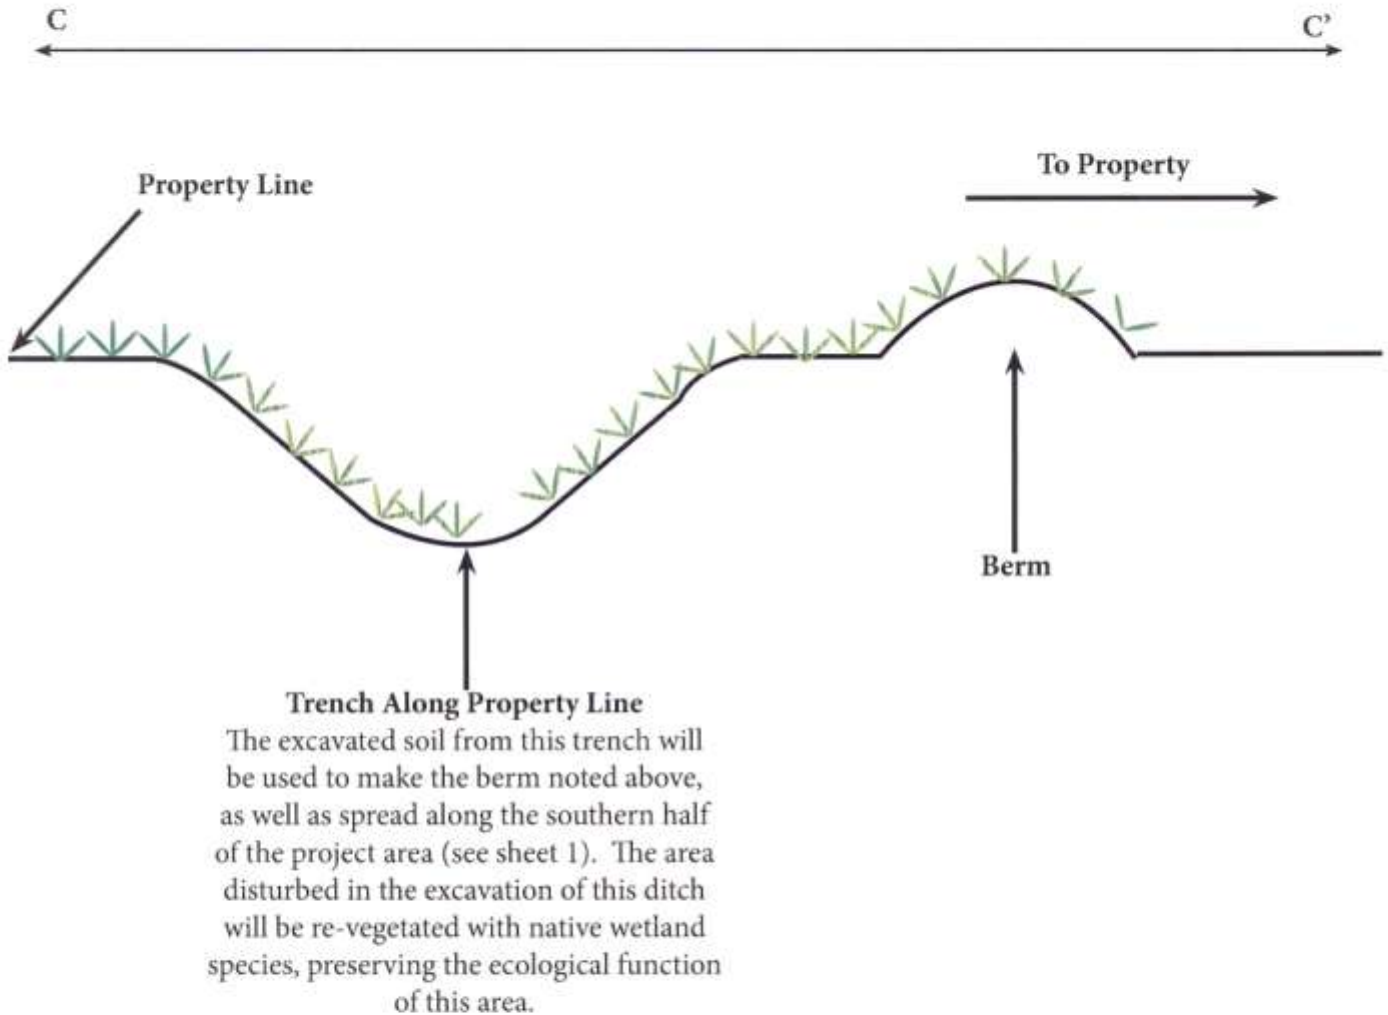 C
C’
To Property
Property Line
Berm
Trench Along Property Line
The excavated soil from this trench will
be used to make the berm noted above,
as well as spread along the southern half
of the project area (see sheet 1).  The area
disturbed in the excavation of this ditch
will be re-vegetated with native wetland
species, preserving the ecological function
of this area.